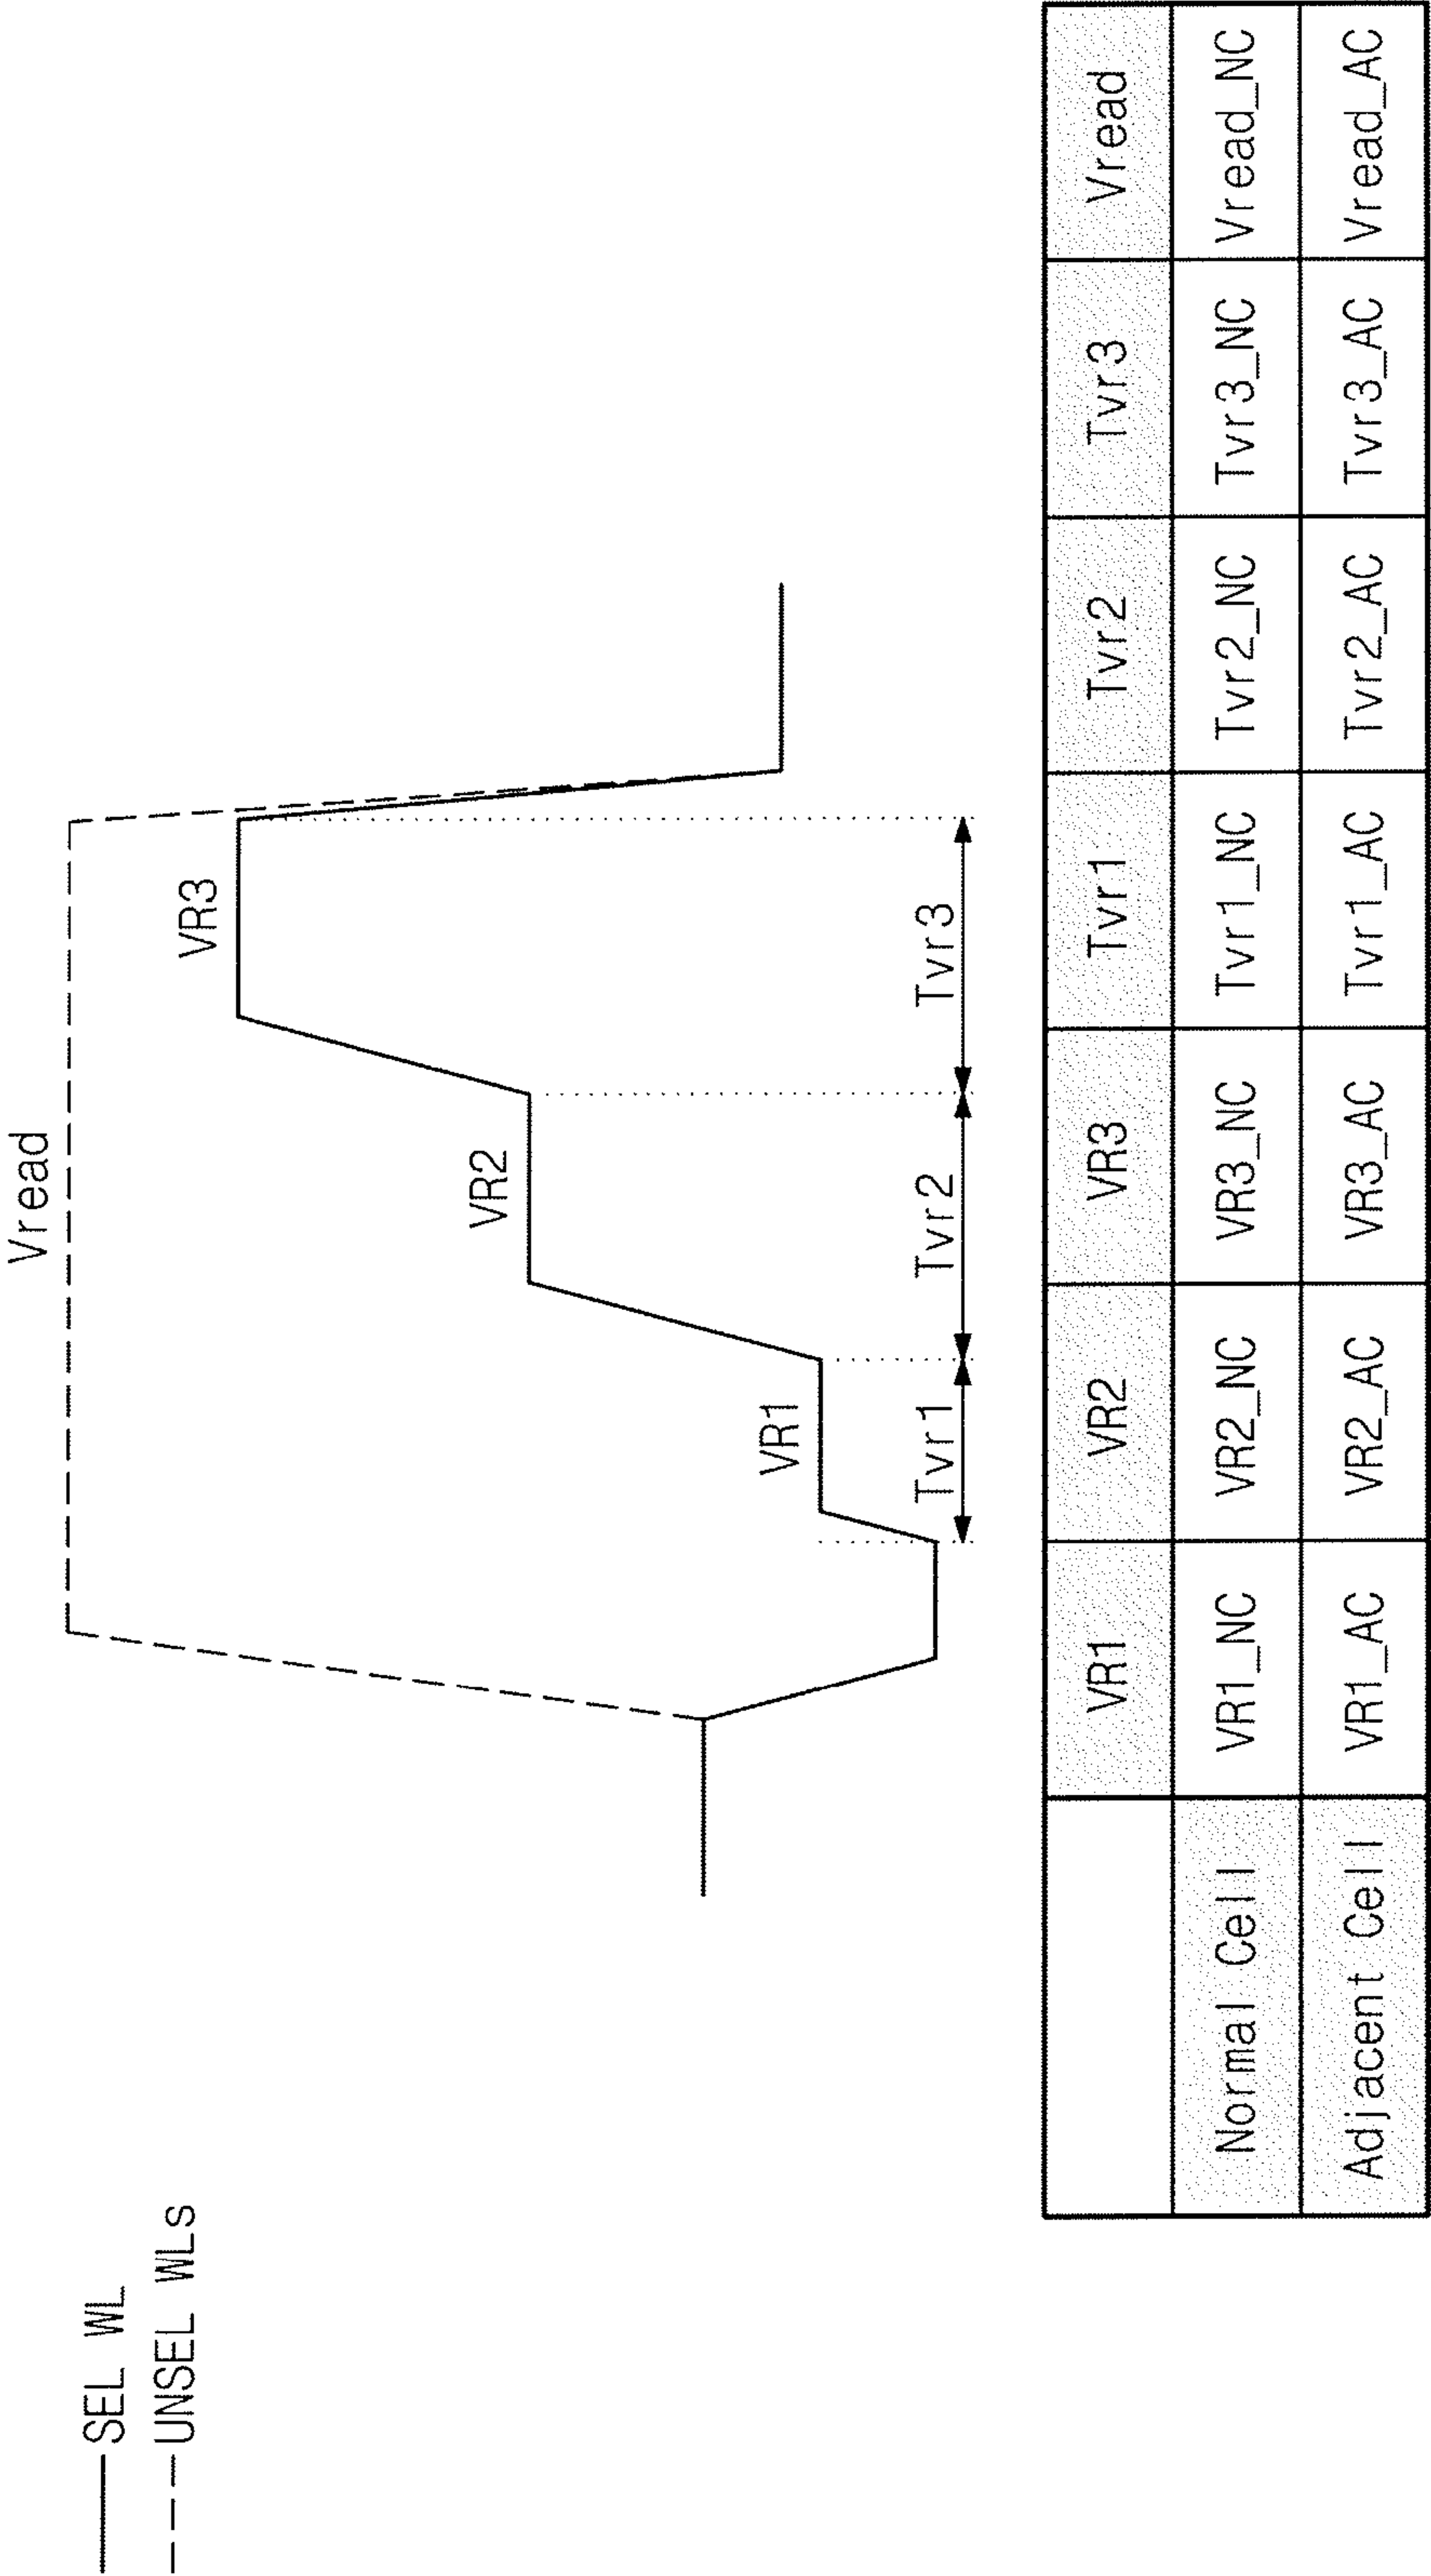 SEL WL
UNSEL WLs
Vread
VR1
VR2
VR3
Tvr1
Tvr2
Tvr3
VR1 VR2 VR3 Tvr1 Tvr2 Tvr3 Vread
Normal Cell VR1_NC VR2_NC VR3_NC Tvr1_NC Tvr2_NC Tvr3_NC Vread_NC
Adjacent Cell VR1_AC VR2_AC VR3_AC Tvr1_AC Tvr2_AC Tvr3_AC Vread_AC